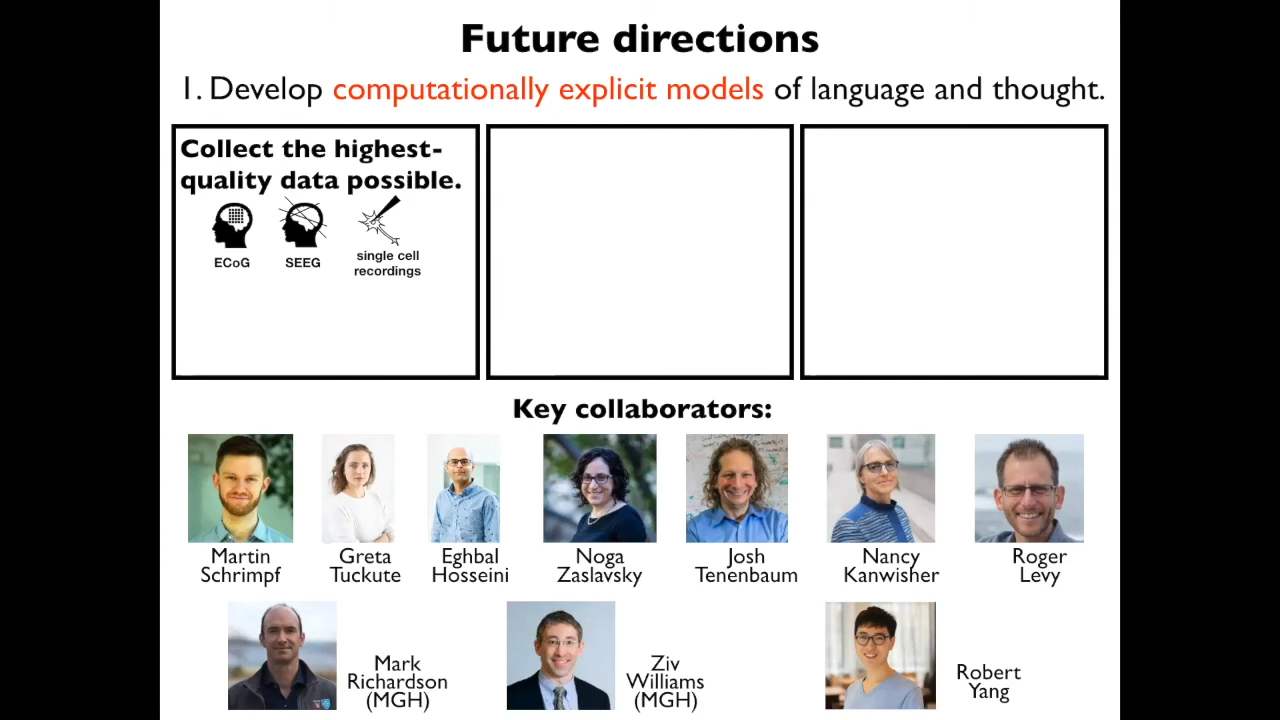 Future directions
1. Develop computationally explicit models of language and thought.
Collect the highest-
quality data possible.
ECoG
SEEG
single cell
recordings
Key collaborators:
Martin
Schrimpf
Greta
Tuckute
Eghbal
Hosseini
Noga
Zaslavsky
Josh
Tenenbaum
Nancy
Kanwisher
Roger
Levy
Mark
Richardson
(MGH)
Ziv
Williams
(MGH)
Robert
Yang